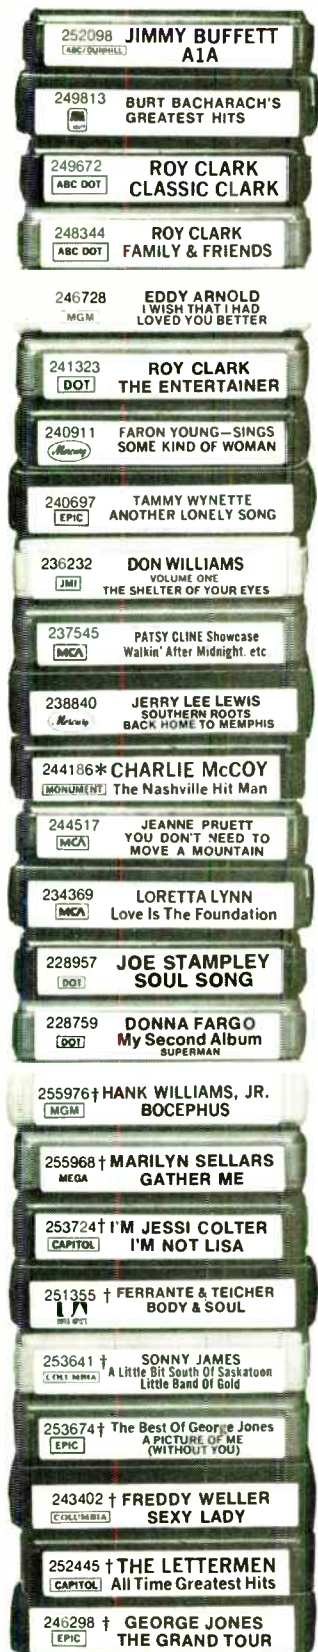 252098 JIMMY BUFFETT
ABC/DUNHILL A1A
249813 BURT BACHARACH'S
GREATEST HITS
249672 ROY CLARK
ABC DOT CLASSIC CLARK
248344 ROY CLARK
ABC DOT FAMILY & FRIENDS
246728 EDDY ARNOLD
MGM I WISH THAT I HAD
LOVED YOU BETTER
241323 ROY CLARK
DOT THE ENTERTAINER
240911 FARON YOUNG—SINGS
Mercury SOME KIND OF WOMAN
240697 TAMMY WYNETTE
EPIC ANOTHER LONELY SONG
236232 DON WILLIAMS
JMI VOLUME ONE
THE SHELTER OF YOUR EYES
237545 PATSY CLINE Showcase
MCA Walkin' After Midnight. etc
238840 JERRY LEE LEWIS
Mercury SOUTHERN ROOTS
BACK HOME TO MEMPHIS
244186* CHARLIE McCOY
MONUMENT The Nashville Hit Man
244517 JEANNE PRUETT
MCA YOU DON'T NEED TO
MOVE A MOUNTAIN
234369 LORETTA LYNN
MCA Love Is The Foundation
228957 JOE STAMPLEY
DOT SOUL SONG
228759 DONNA FARGO
DOT My Second Album
SUPERMAN
255976† HANK WILLIAMS, JR.
MGM BOCEPHUS
255968† MARILYN SELLARS
MEGA GATHER ME
253724† I'M JESSI COLTER
CAPITOL I'M NOT LISA
251355 † FERRANTE & TEICHER
UA BODY & SOUL
253641 † SONNY JAMES
COLUMBIA A Little Bit South Of Saskatoon
Little Band Of Gold
253674† The Best Of George Jones
EPIC A PICTURE OF ME
(WITHOUT YOU)
243402 † FREDDY WELLER
COLUMBIA SEXY LADY
252445 † THE LETTERMEN
CAPITOL All Time Greatest Hits
246298 † GEORGE JONES
EPIC THE GRAND TOUR